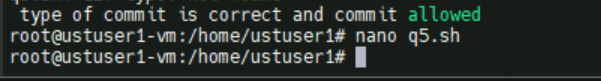 type of commit is correct and commit allowed
root@ustuser1-vm:/home/ustuser1# nano q5.sh
root@ustuser1-vm:/home/ustuser1#